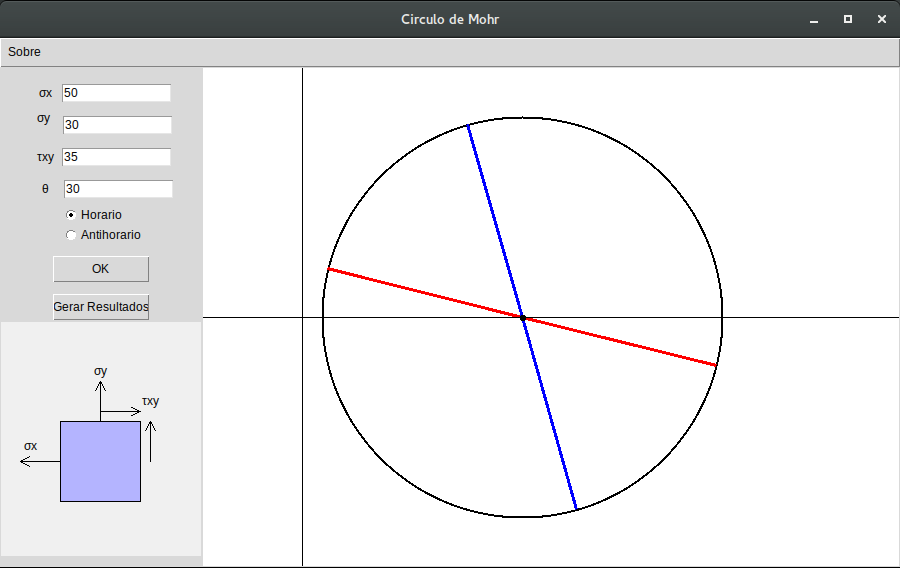 Circulo de Mohr
Sobre
σx 50
σy 30
τxy 35
θ 30
Horario
Antihorario
OK
Gerar Resultados
σy
τxy
σx